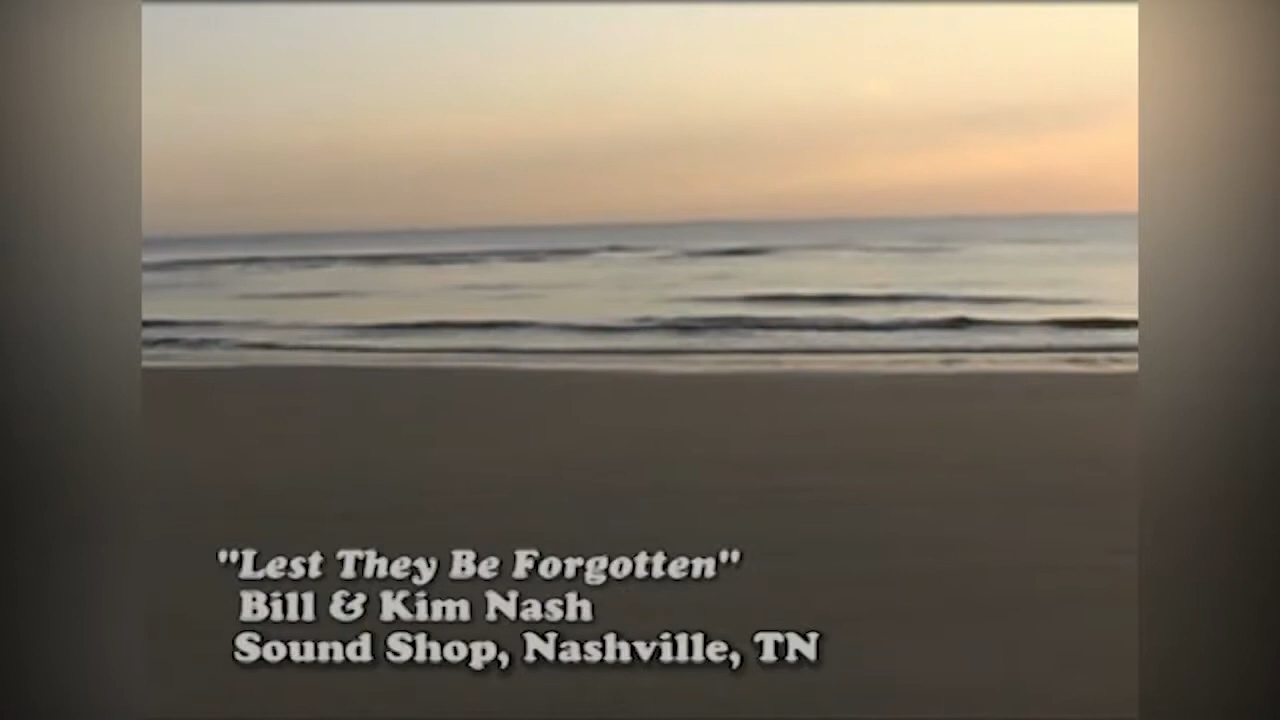 "Lest They Be Forgotten"
Bill & Kim Nash
Sound Shop, Nashville, TN